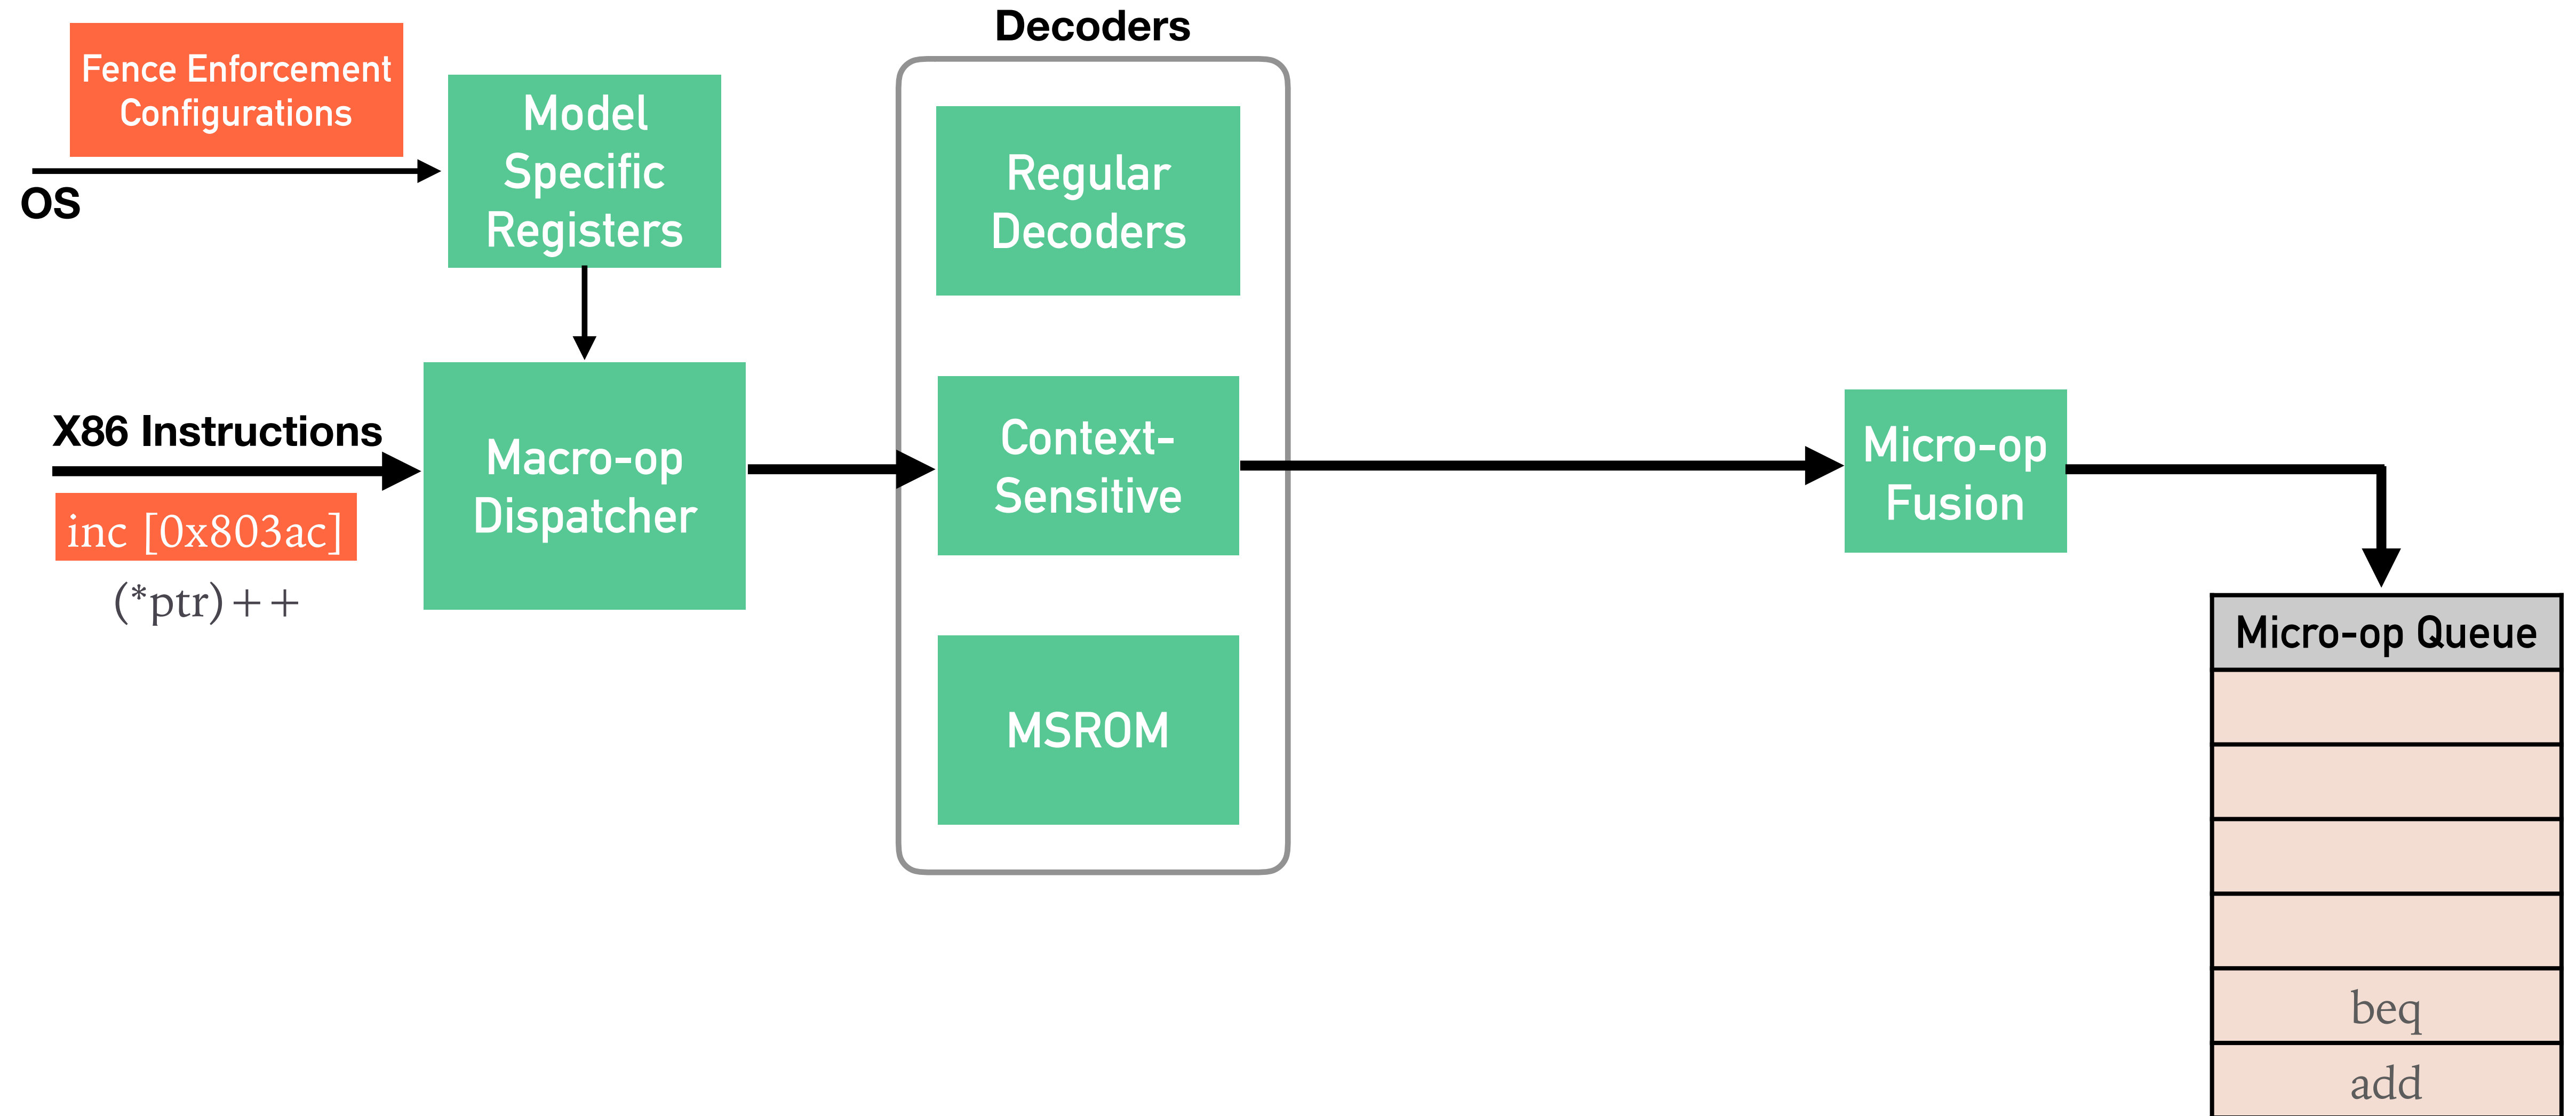 Decoders
Fence Enforcement
Configurations
OS
Model
Specific
Registers
Regular
Decoders
X86 Instructions
inc [0x803ac]
(*ptr)++
Macro-op
Dispatcher
Context-
Sensitive
MSROM
Micro-op
Fusion
Micro-op Queue
beq
add